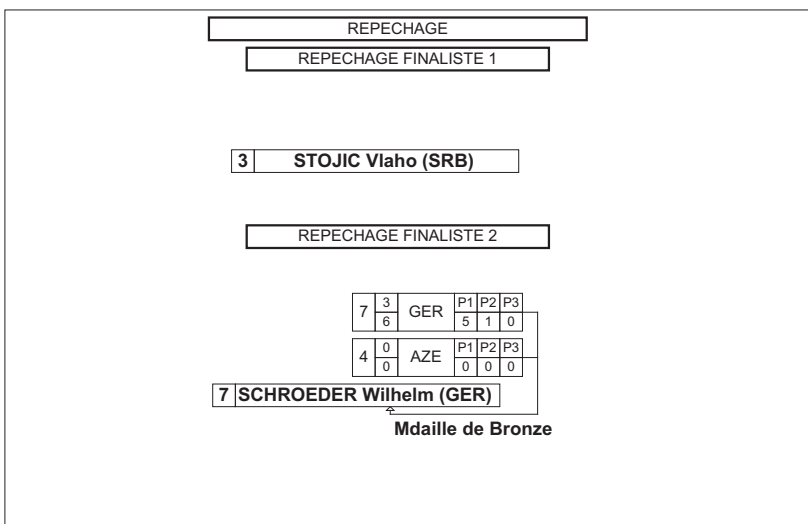 REPECHAGE
REPECHAGE FINALISTE 1
3 STOJIC Vlaho (SRB)
REPECHAGE FINALISTE 2
7 3 GER P1 P2 P3
6 5 1 0
4 0 AZE P1 P2 P3
0 0 0 0
7 SCHROEDER Wilhelm (GER)
Mdaille de Bronze